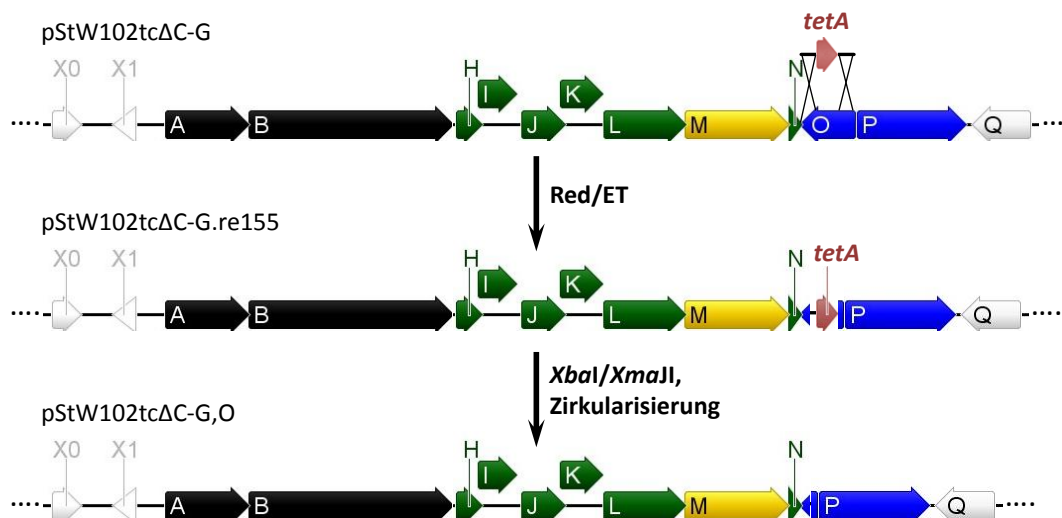 pStW102tcΔC-G
tetA
X0 X1 H N
I K
A B J L M O P Q
Red/ET
pStW102tcΔC-G.re155
tetA
X0 X1 H N
I K
A B J L M P Q
XbaI/XmaJI,
Zirkularisierung
pStW102tcΔC-G,O
X0 X1 H N
I K
A B J L M P Q